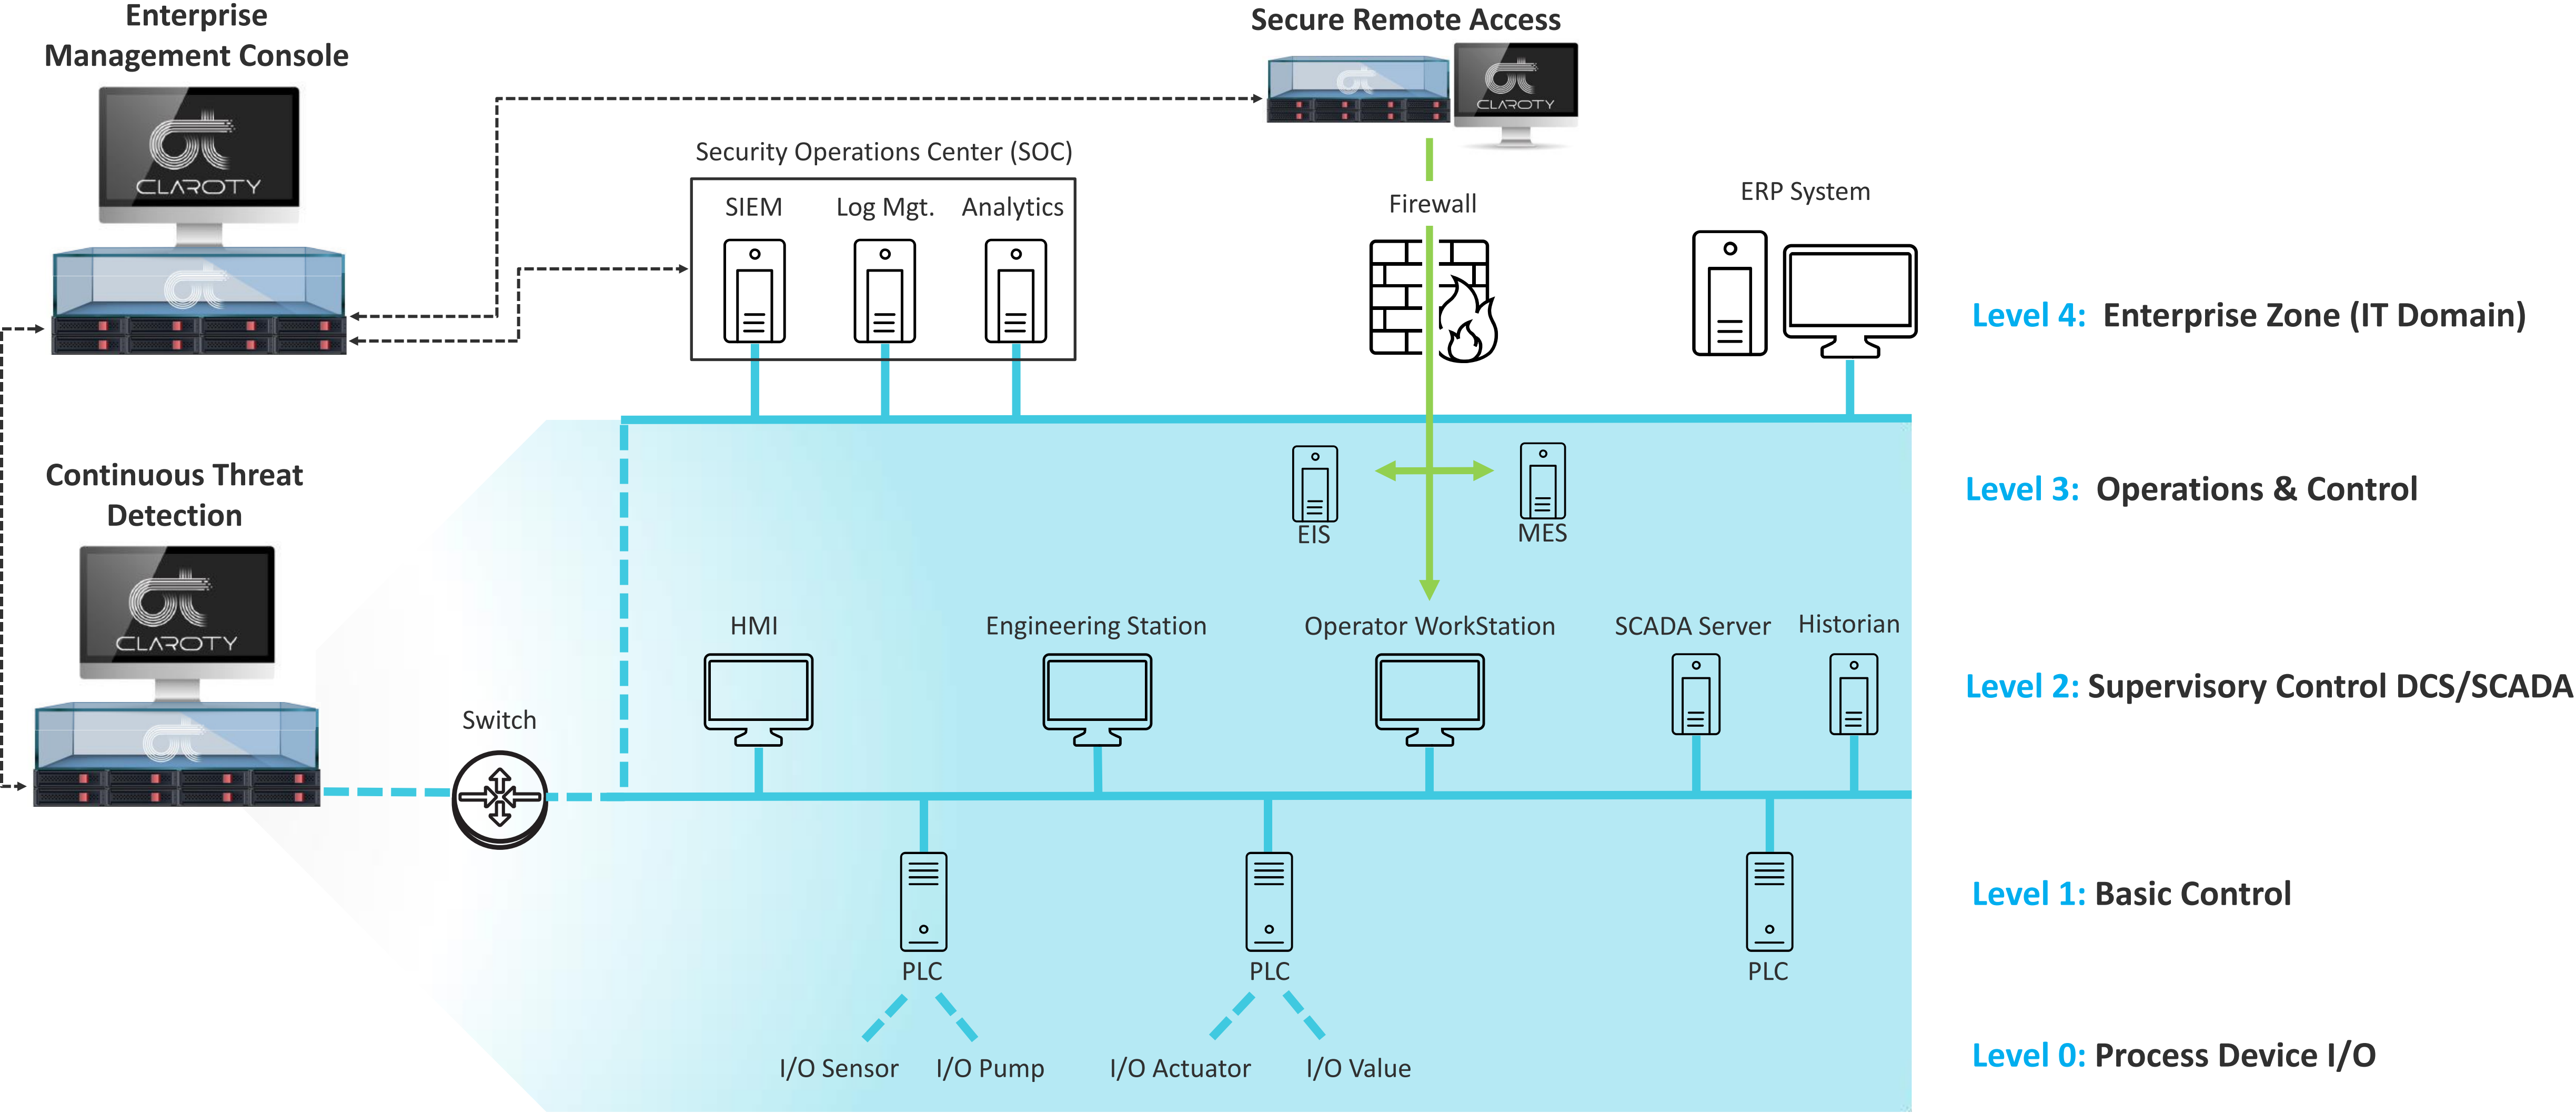 Enterprise
Management Console
Secure Remote Access
CLAROTY
CLAROTY
Security Operations Center (SOC)
SIEM
Log Mgt.
Analytics
Firewall
ERP System
Level 4: Enterprise Zone (IT Domain)
Continuous Threat
Detection
CLAROTY
EIS
MES
Level 3: Operations & Control
HMI
Engineering Station
Operator WorkStation
SCADA Server
Historian
Level 2: Supervisory Control DCS/SCADA
Switch
PLC
PLC
PLC
Level 1: Basic Control
I/O Sensor
I/O Pump
I/O Actuator
I/O Value
Level 0: Process Device I/O